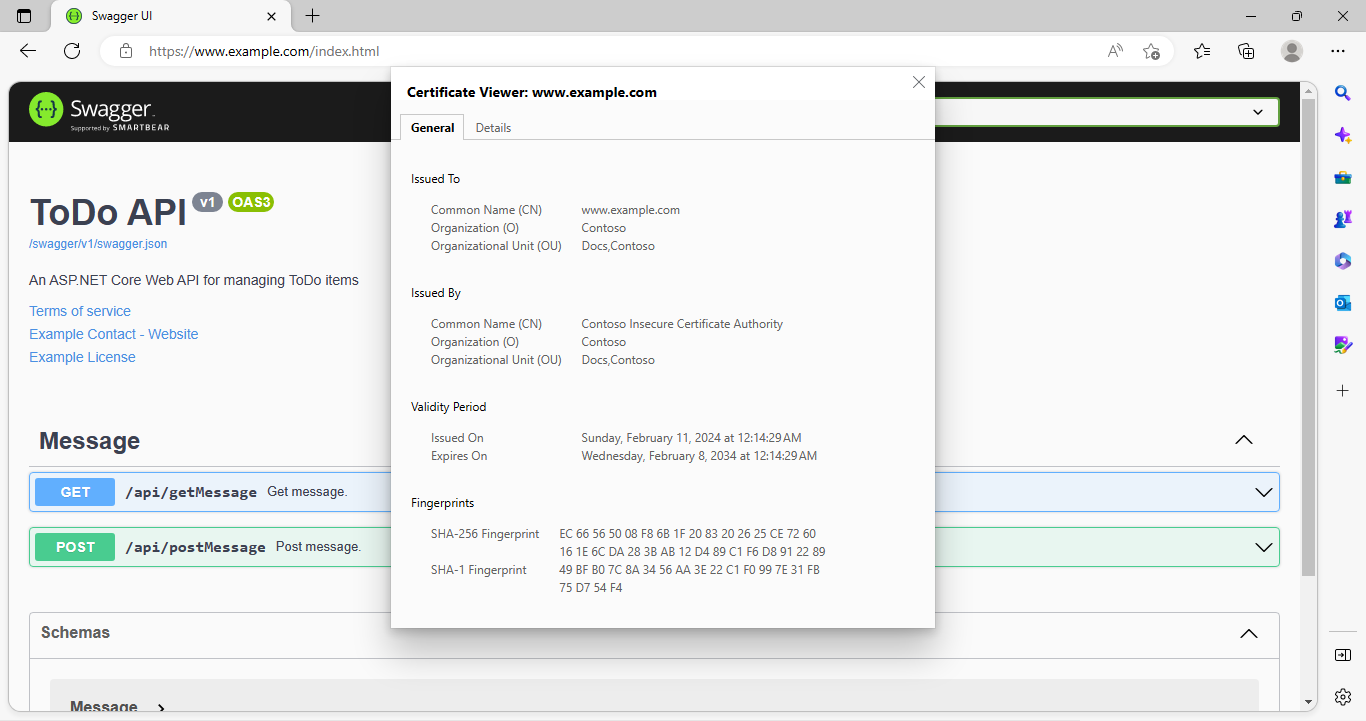 Swagger UI
https://www.example.com/index.html
Swagger
Supported by SMARTBEAR
ToDo API v1 OAS3
/swagger/v1/swagger.json
An ASP.NET Core Web API for managing ToDo items
Terms of service
Example Contact - Website
Example License
Message
GET /api/getMessage Get message.
POST /api/postMessage Post message.
Schemas
Message
Certificate Viewer: www.example.com
General Details
Issued To
Common Name (CN) www.example.com
Organization (O) Contoso
Organizational Unit (OU) Docs,Contoso
Issued By
Common Name (CN) Contoso Insecure Certificate Authority
Organization (O) Contoso
Organizational Unit (OU) Docs,Contoso
Validity Period
Issued On Sunday, February 11, 2024 at 12:14:29 AM
Expires On Wednesday, February 8, 2034 at 12:14:29 AM
Fingerprints
SHA-256 Fingerprint EC 66 56 50 08 F8 6B 1F 20 83 20 26 25 CE 72 60
16 1E 6C DA 28 3B AB 12 D4 89 C1 F6 D8 91 22 89
SHA-1 Fingerprint 49 BF B0 7C 8A 34 56 AA 3E 22 C1 F0 99 7E 31 FB
75 D7 54 F4